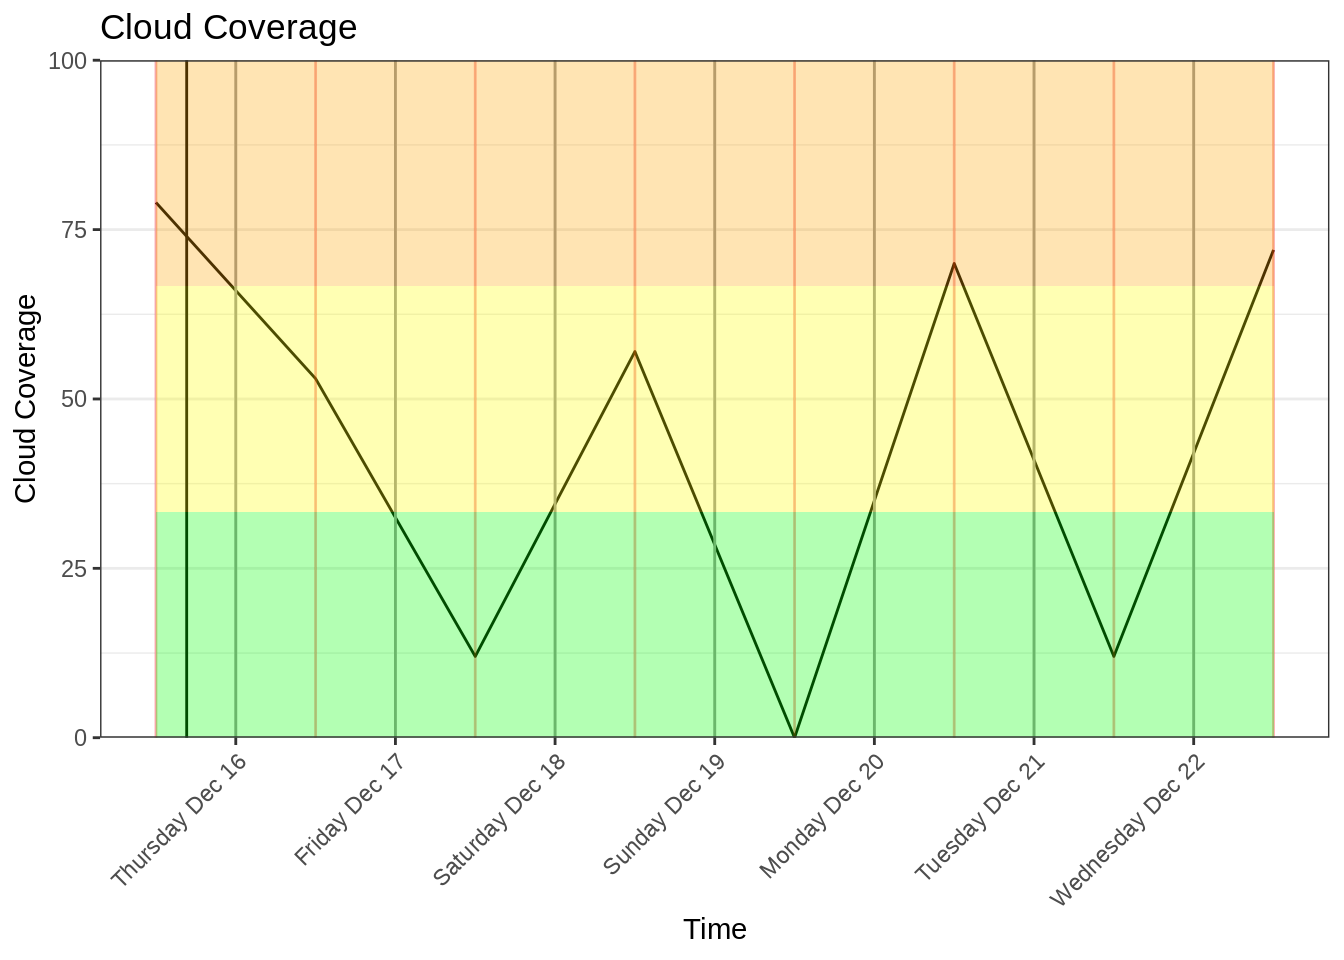 Cloud Coverage
Cloud Coverage
100
75
50
25
0
Thursday Dec 16
Friday Dec 17
Saturday Dec 18
Sunday Dec 19
Monday Dec 20
Tuesday Dec 21
Wednesday Dec 22
Time